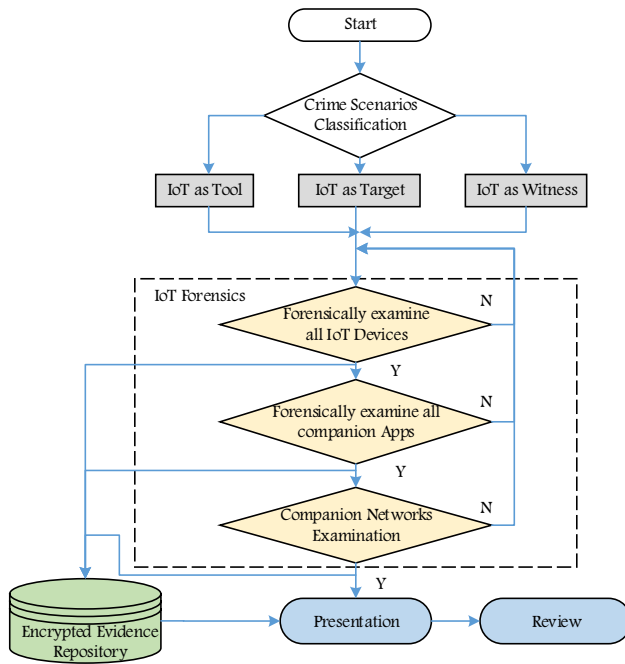 Start
Crime Scenarios
Classification
IoT as Tool
IoT as Target
IoT as Witness
IoT Forensics
Forensically examine
all IoT Devices
N
Y
Forensically examine all
companion Apps
N
Y
Companion Networks
Examination
N
Y
Encrypted Evidence
Repository
Presentation
Review